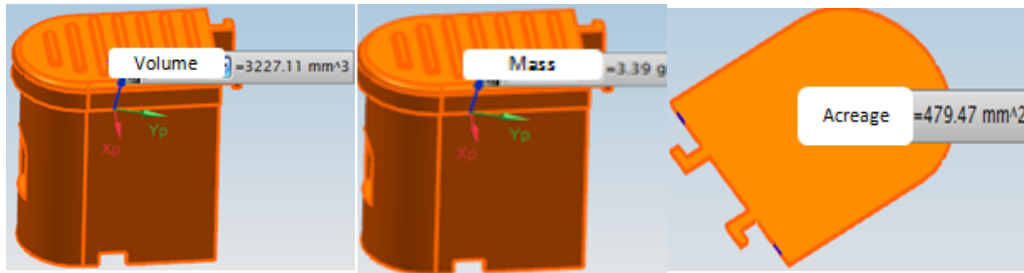 Volume =3227.11 mm^3
Yp
Xp
Mass =3.39 g
Yp
Xp
Acreage =479.47 mm^2